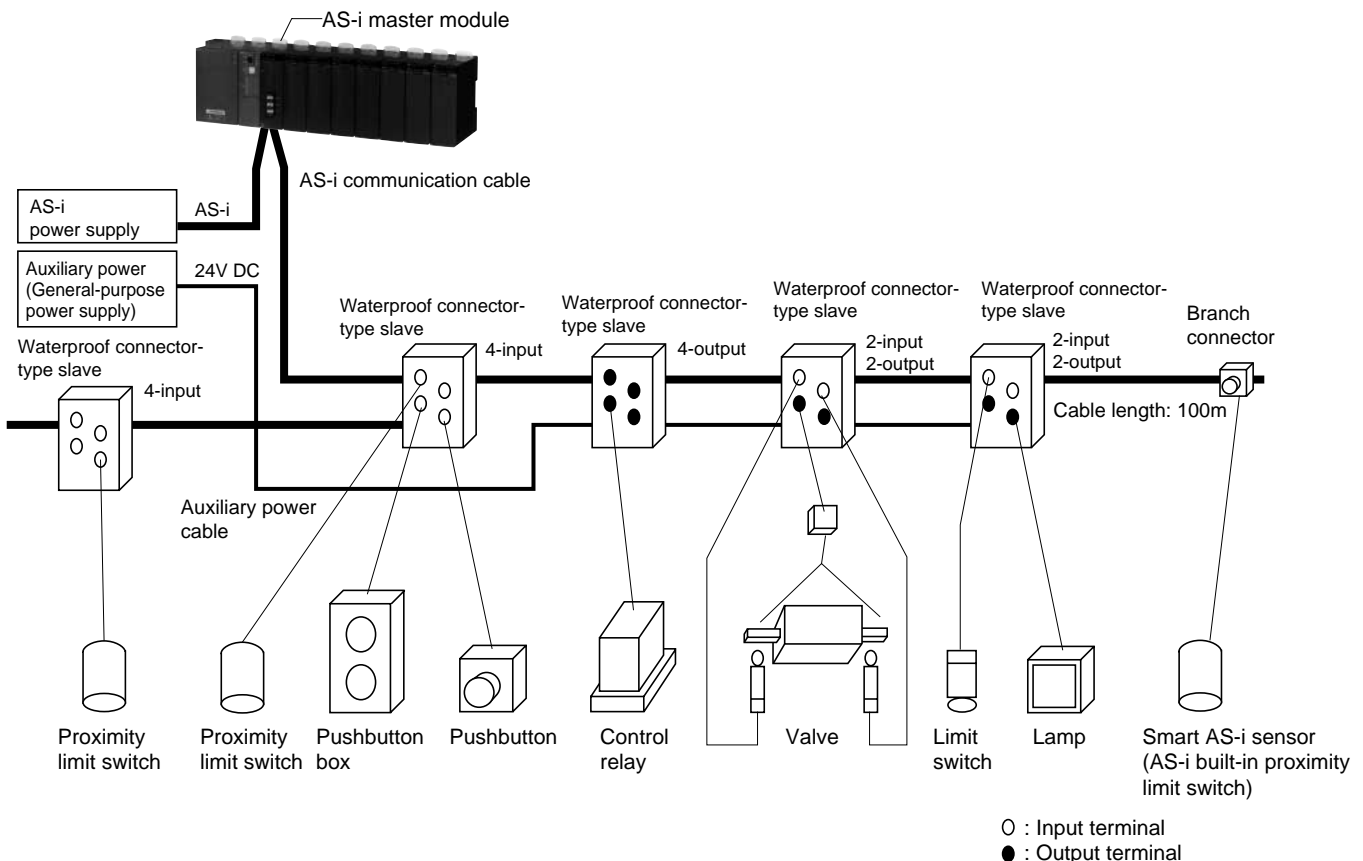 AS-i master module
AS-i communication cable
AS-i
power supply
AS-i
Auxiliary power
(General-purpose
power supply)
24V DC
Waterproof connector-
type slave
4-input
Waterproof connector-
type slave
4-input
Waterproof connector-
type slave
4-output
Waterproof connector-
type slave
2-input
2-output
Waterproof connector-
type slave
2-input
2-output
Branch
connector
Cable length: 100m
Auxiliary power
cable
Proximity
limit switch
Proximity
limit switch
Pushbutton
box
Pushbutton
Control
relay
Valve
Limit
switch
Lamp
Smart AS-i sensor
(AS-i built-in proximity
limit switch)
: Input terminal
: Output terminal